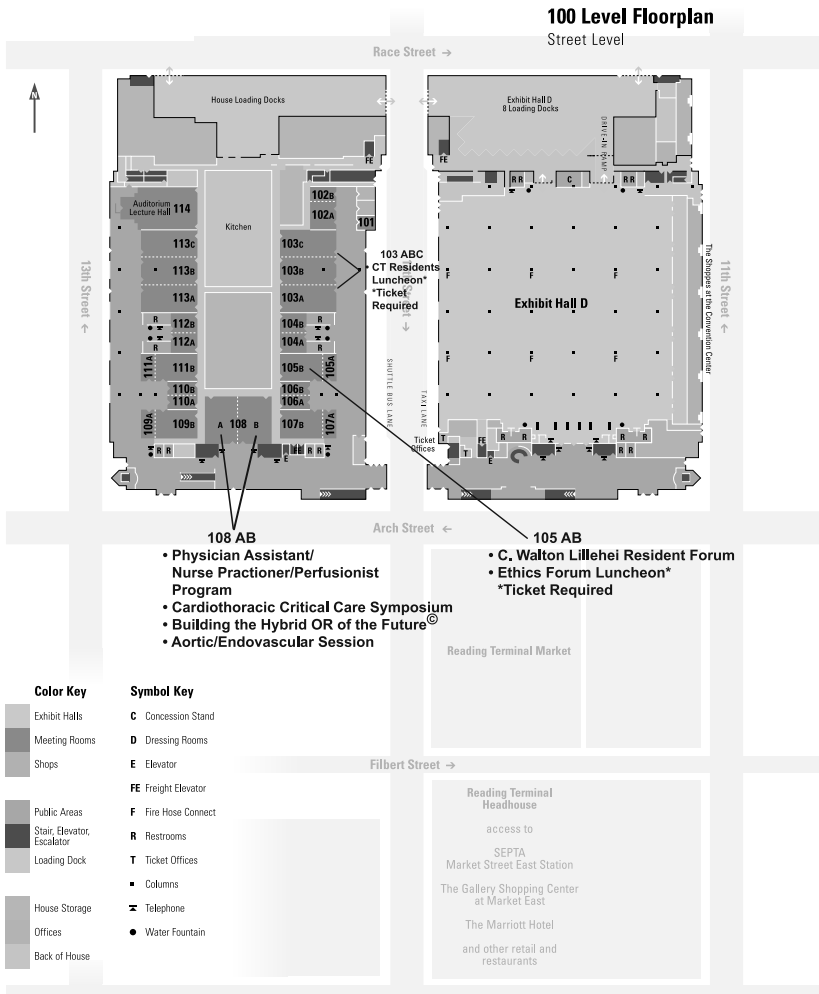 100 Level Floorplan
Street Level
Race Street →
N
House Loading Docks
Exhibit Hall D
8 Loading Docks
DRIVE-IN RAMP
FE
FE
R R
C
R R
Auditorium
Lecture Hall 114
Kitchen
102B
102A
101
113C
103C
113B
103B
113A
103A
103 ABC
• CT Residents
Luncheon*
*Ticket
Required
13th Street ←
11th Street ←
The Shoppes at the Convention Center
F F F
Exhibit Hall D
F F F
R
R
112B
104B
112A
104A
R
R
111A
111B
105B
105A
110B
106B
110A
106A
109A
109B
A 108 B
107B
107A
SHUTTLE BUS LANE
TAXI LANE
Ticket
Offices
T
T
FE
E
R R
R R
R R
R R
E
FE
R R
R R
R R
Arch Street ←
108 AB
• Physician Assistant/
Nurse Practioner/Perfusionist
Program
• Cardiothoracic Critical Care Symposium
• Building the Hybrid OR of the Future©
• Aortic/Endovascular Session
105 AB
• C. Walton Lillehei Resident Forum
• Ethics Forum Luncheon*
*Ticket Required
Reading Terminal Market
Color Key
Exhibit Halls
Meeting Rooms
Shops
Public Areas
Stair, Elevator,
Escalator
Loading Dock
House Storage
Offices
Back of House
Symbol Key
C Concession Stand
D Dressing Rooms
E Elevator
FE Freight Elevator
F Fire Hose Connect
R Restrooms
T Ticket Offices
Columns
Telephone
Water Fountain
Filbert Street →
Reading Terminal
Headhouse
access to
SEPTA
Market Street East Station
The Gallery Shopping Center
at Market East
The Marriott Hotel
and other retail and
restaurants